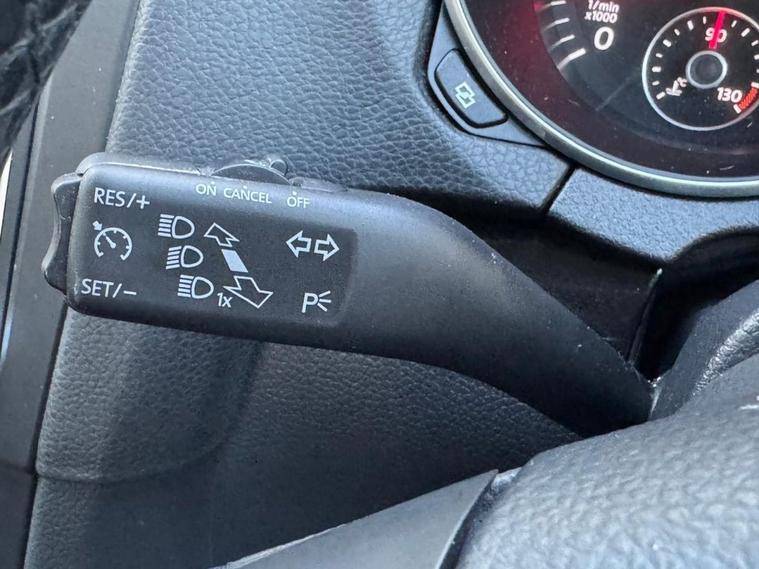 ON CANCEL OFF
RES/+
SET/–
1x
P
1/min
x1000
0
90
130
°C